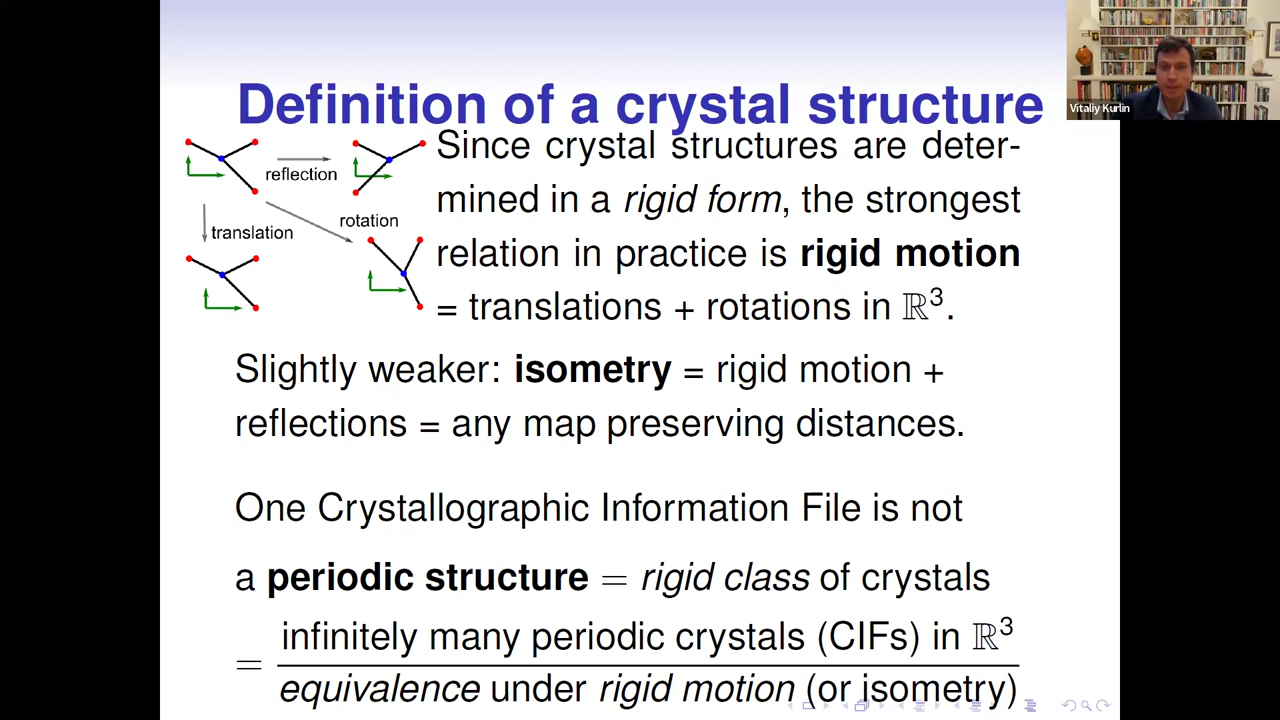 Definition of a crystal structure
Vitaliy Kurlin
reflection
rotation
translation
Since crystal structures are deter-
mined in a rigid form, the strongest
relation in practice is rigid motion
= translations + rotations in ℝ³.
Slightly weaker: isometry = rigid motion +
reflections = any map preserving distances.
One Crystallographic Information File is not
a periodic structure = rigid class of crystals
infinitely many periodic crystals (CIFs) in ℝ³
=
equivalence under rigid motion (or isometry)